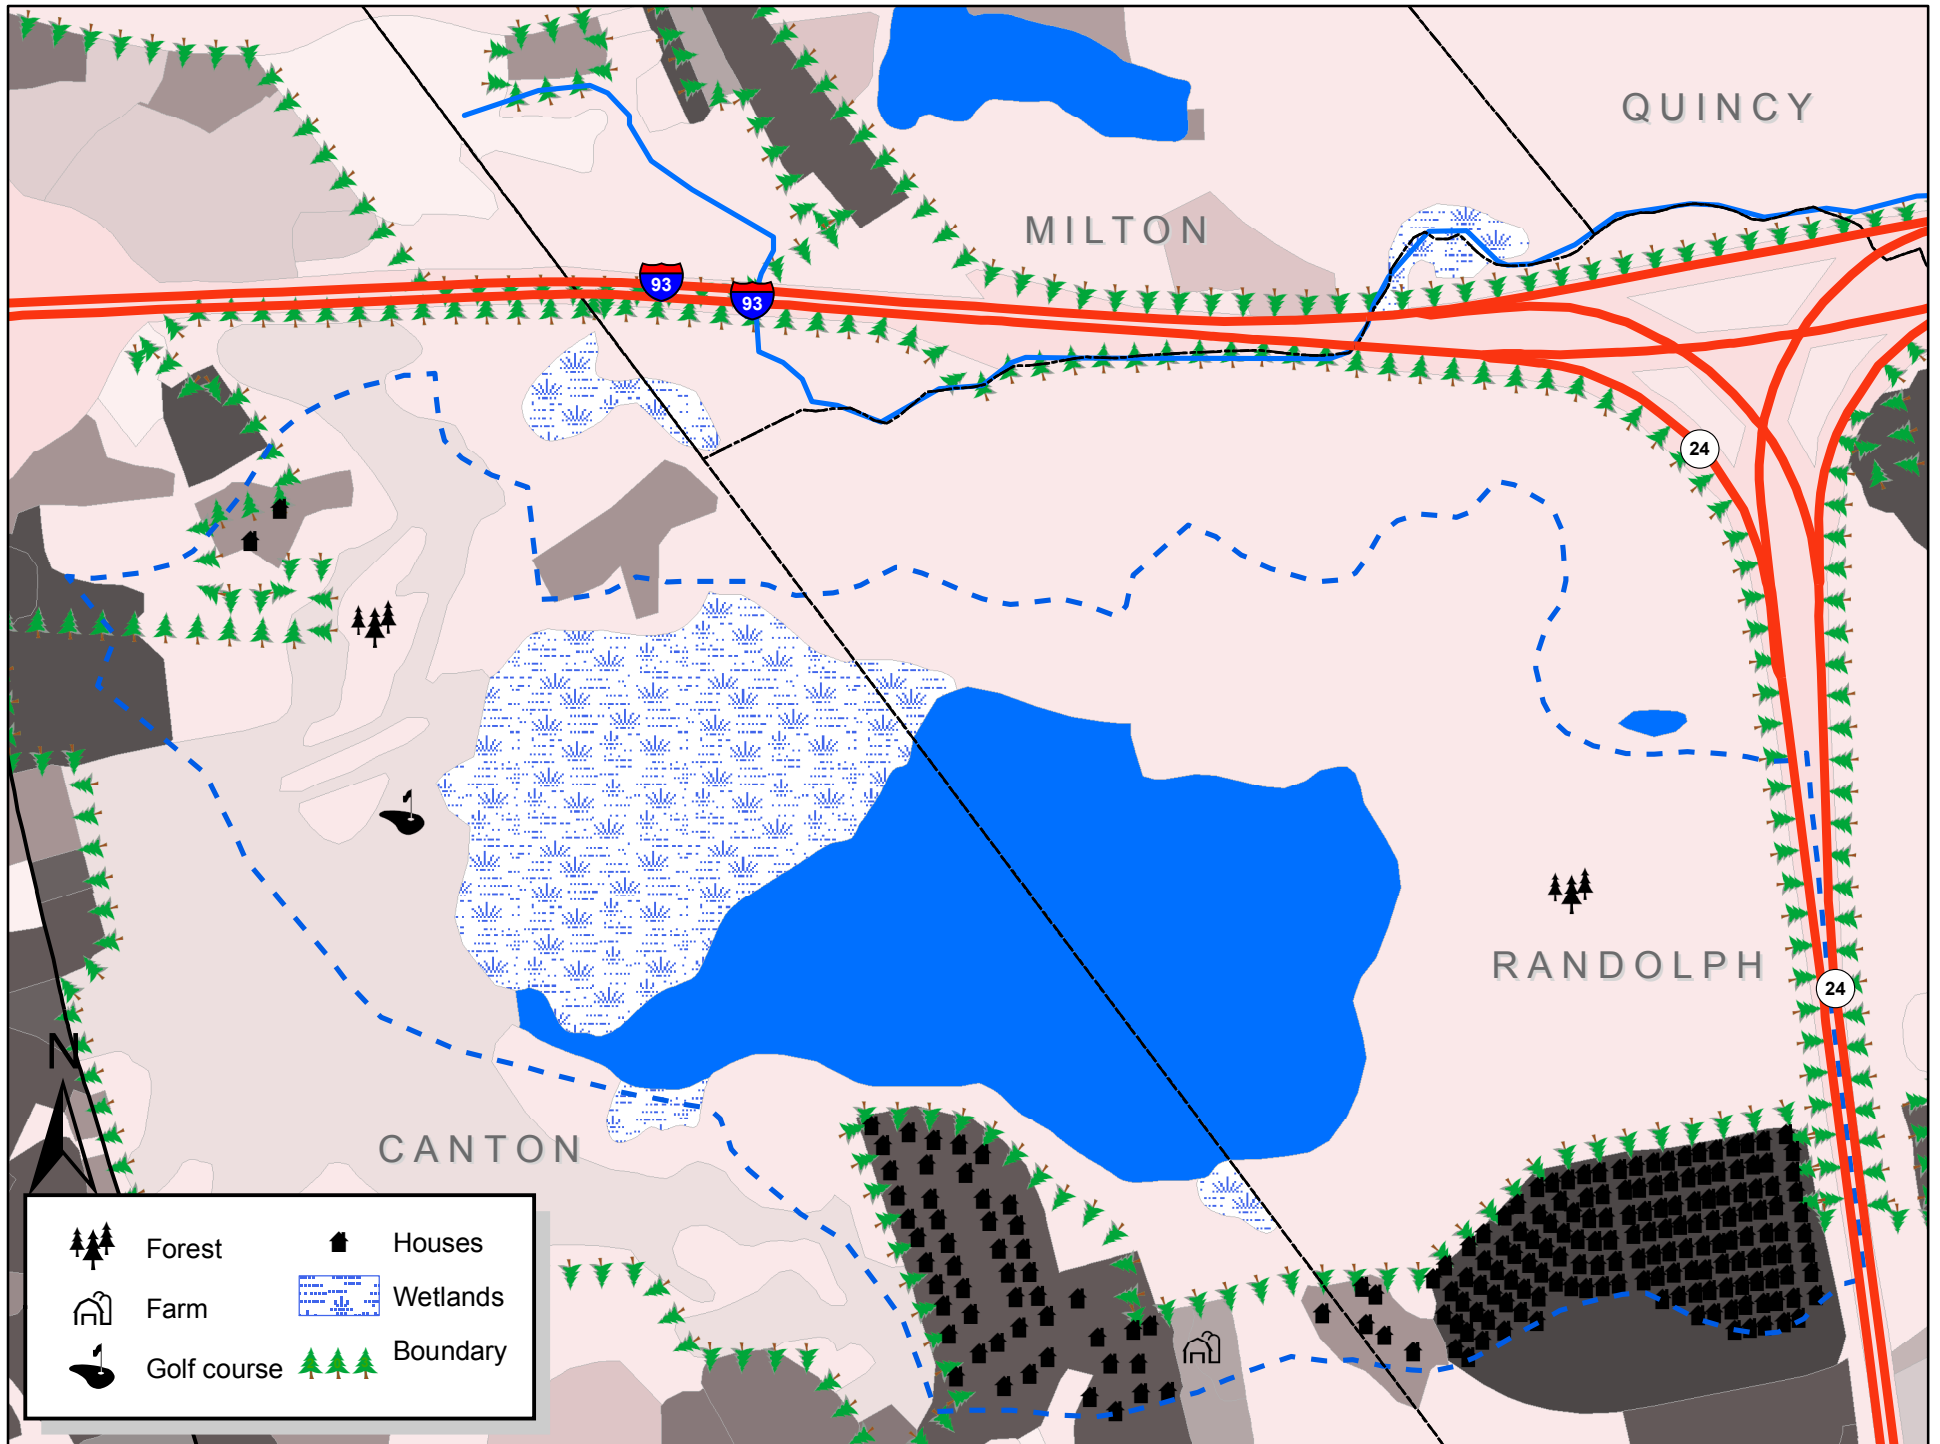 QUINCY
MILTON
93
93
24
RANDOLPH
24
N
CANTON
Forest
Houses
Farm
Wetlands
Golf course
Boundary